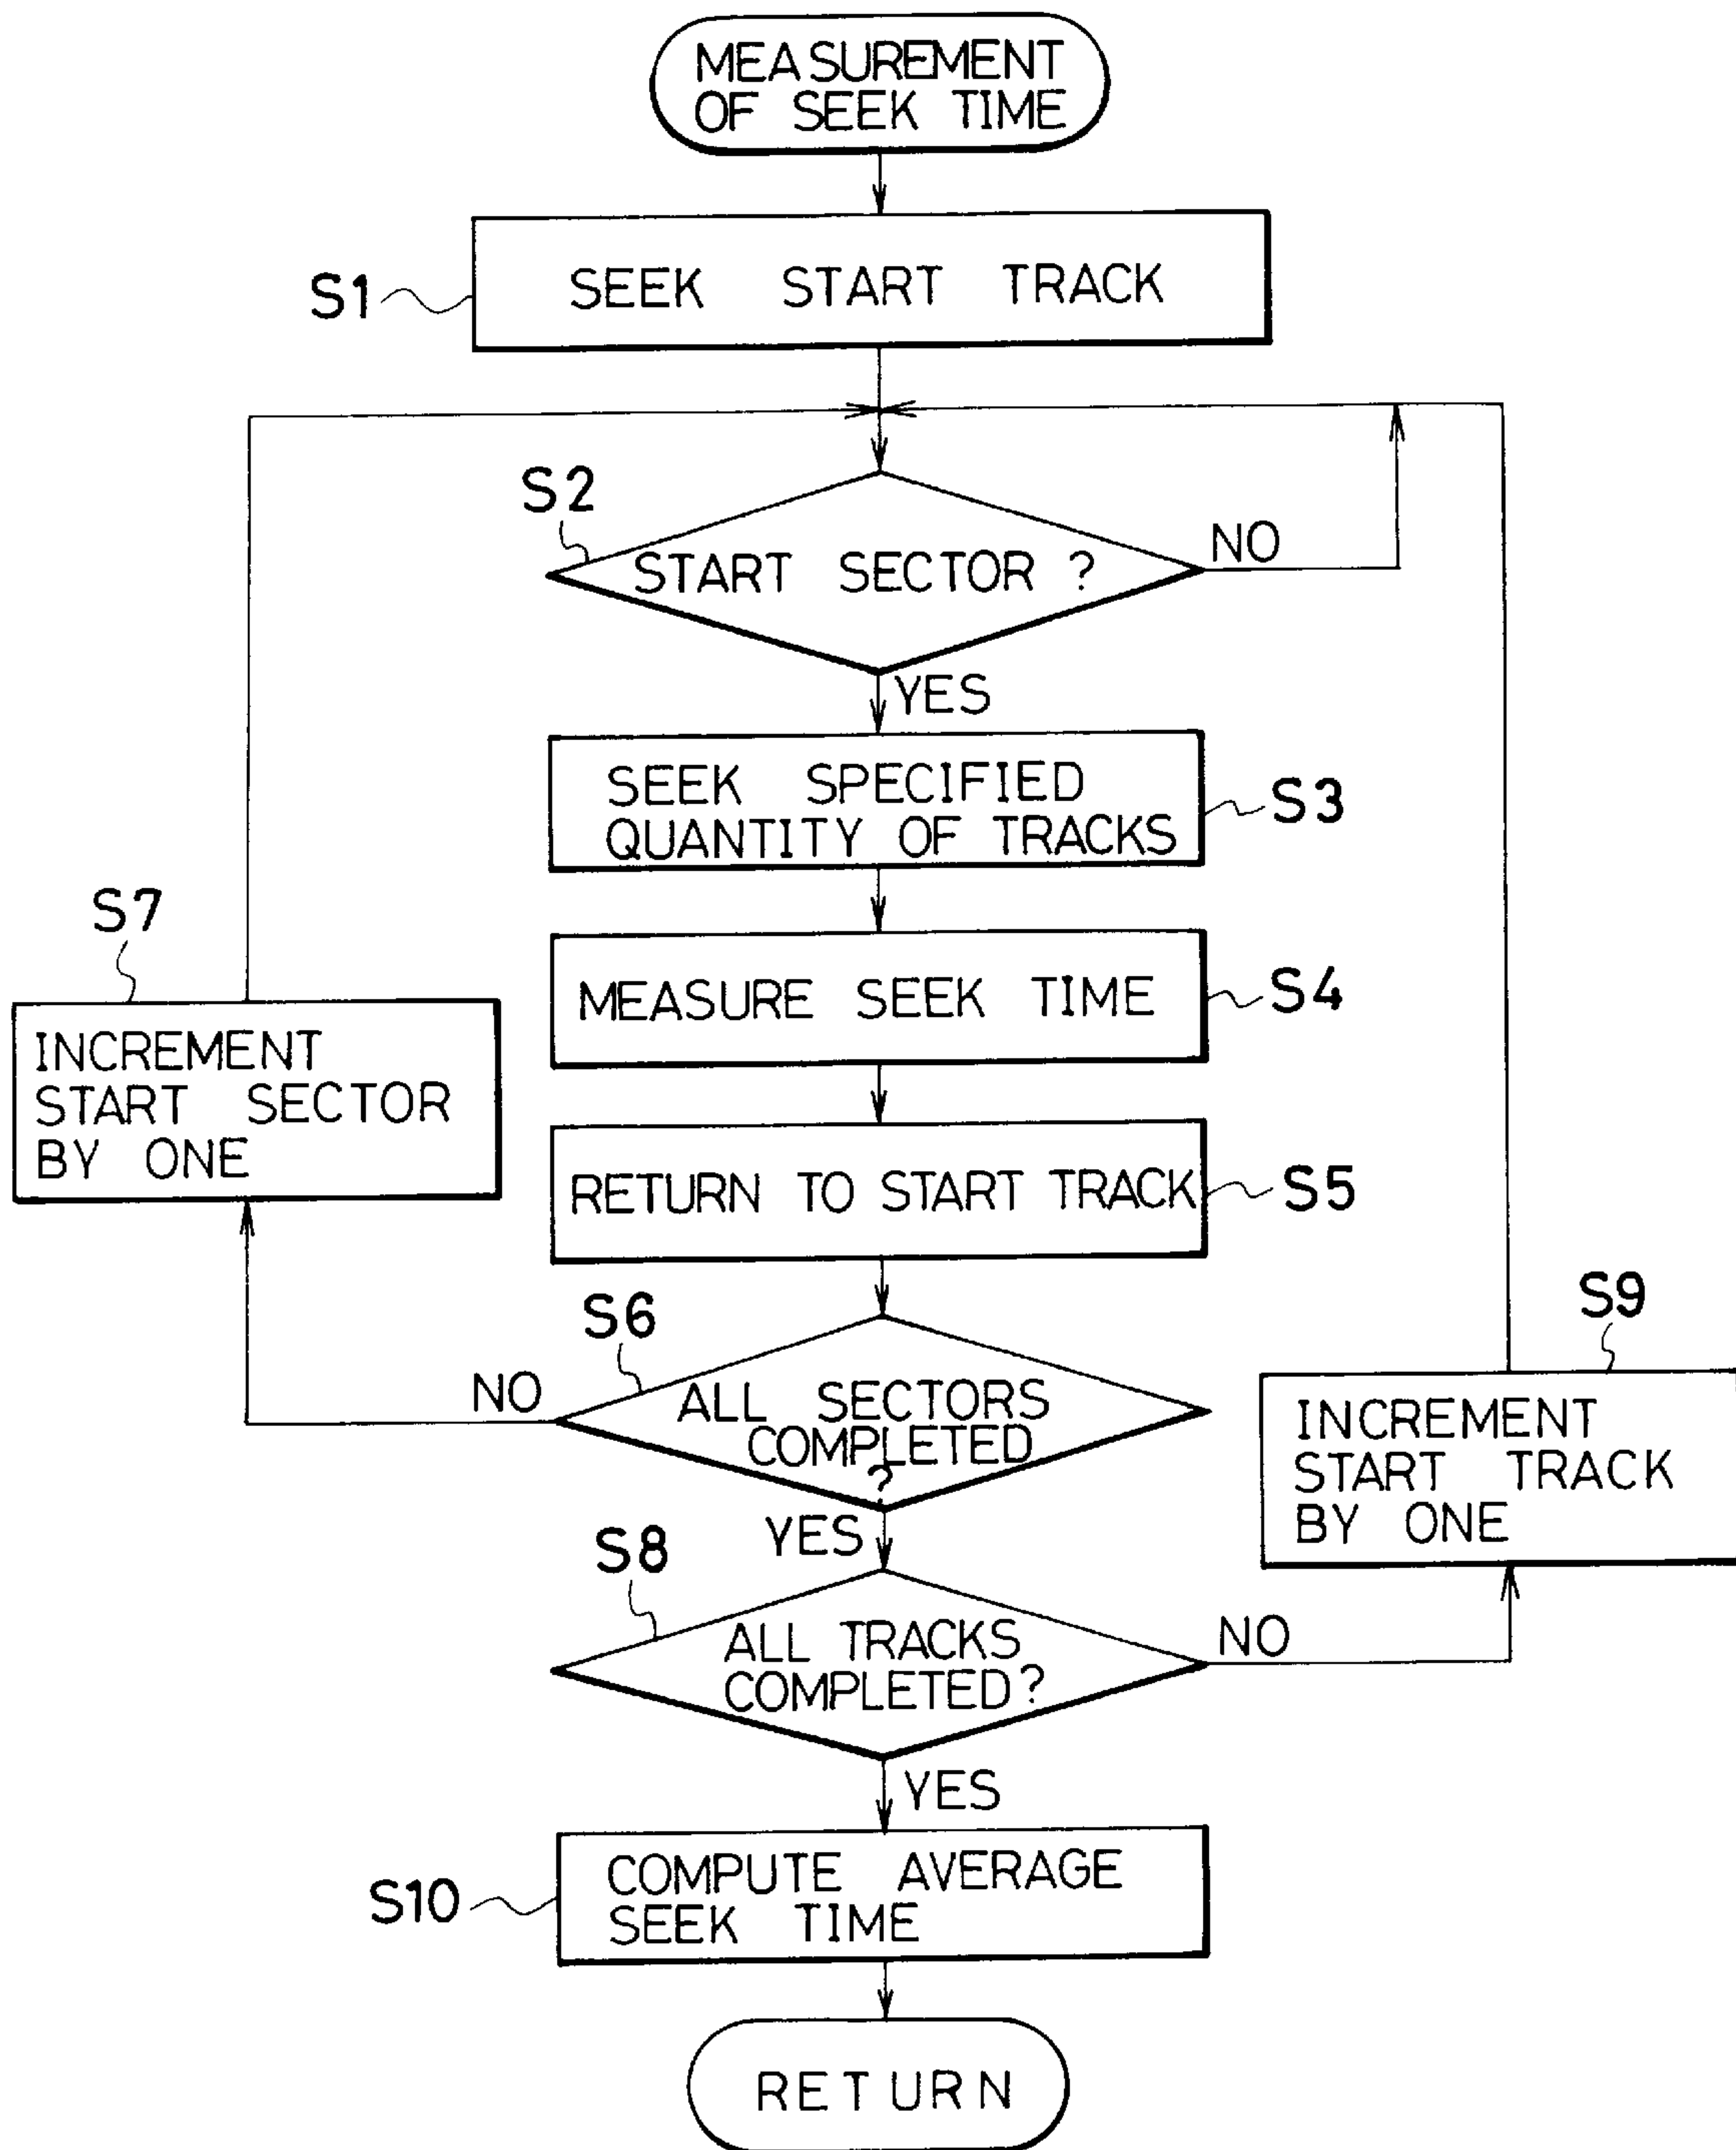 MEASUREMENT
OF SEEK TIME
S1
SEEK START TRACK
S2
START SECTOR ?
NO
YES
SEEK SPECIFIED
QUANTITY OF TRACKS
S3
S7
MEASURE SEEK TIME
S4
INCREMENT
START SECTOR
BY ONE
RETURN TO START TRACK
S5
S6
NO
ALL SECTORS
COMPLETED
?
S9
INCREMENT
START TRACK
BY ONE
YES
S8
ALL TRACKS
COMPLETED?
NO
YES
S10
COMPUTE AVERAGE
SEEK TIME
RETURN